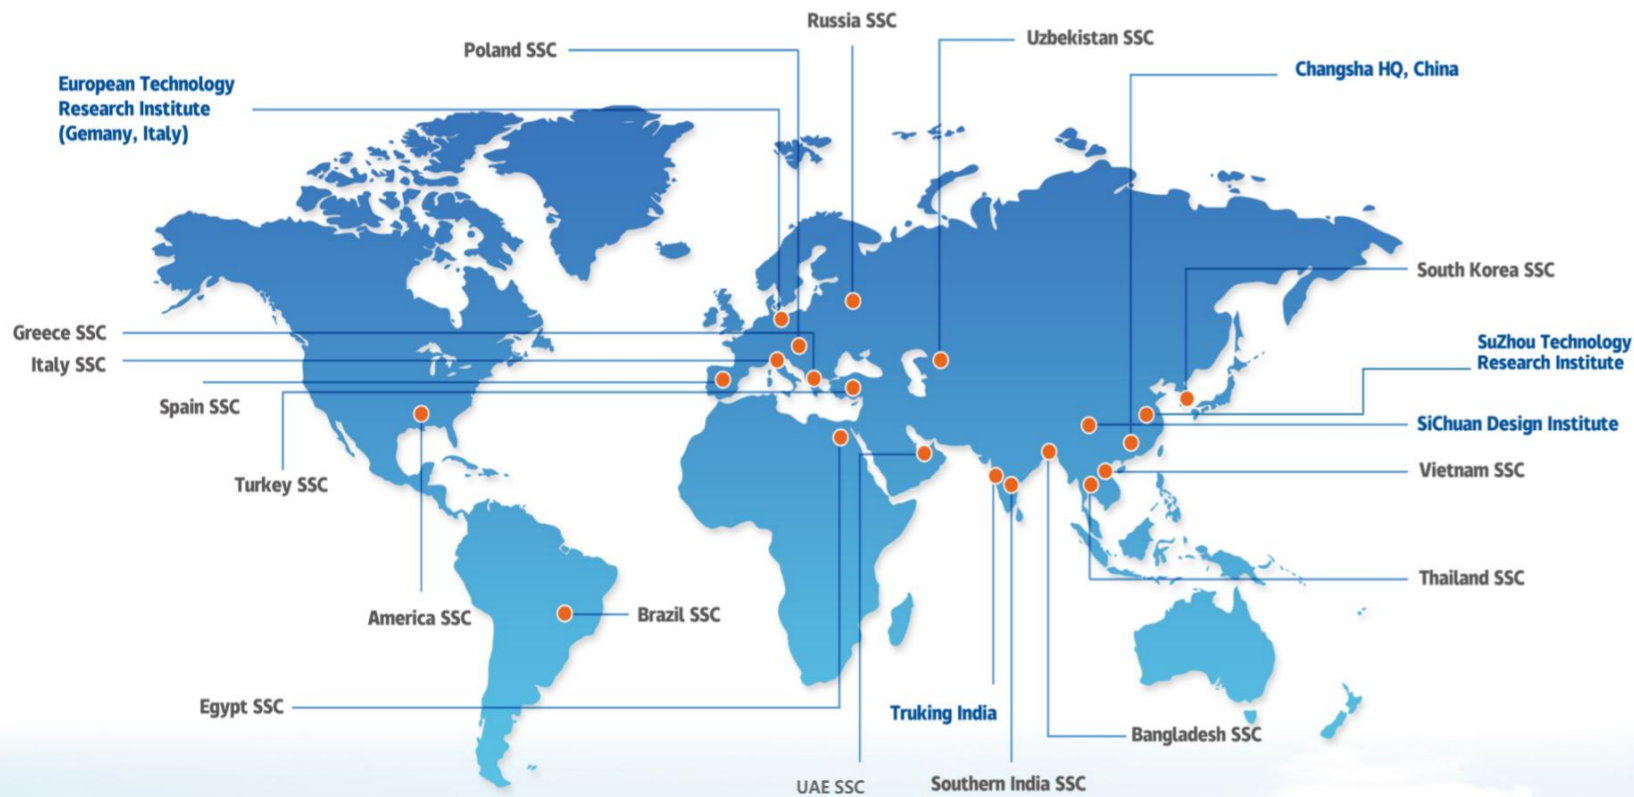 Russia SSC
Poland SSC
Uzbekistan SSC
Changsha HQ, China
European Technology
Research Institute
(Gemany, Italy)
South Korea SSC
Greece SSC
Italy SSC
SuZhou Technology
Research Institute
Spain SSC
SiChuan Design Institute
Vietnam SSC
Turkey SSC
Thailand SSC
America SSC
Brazil SSC
Egypt SSC
Truking India
Bangladesh SSC
UAE SSC
Southern India SSC